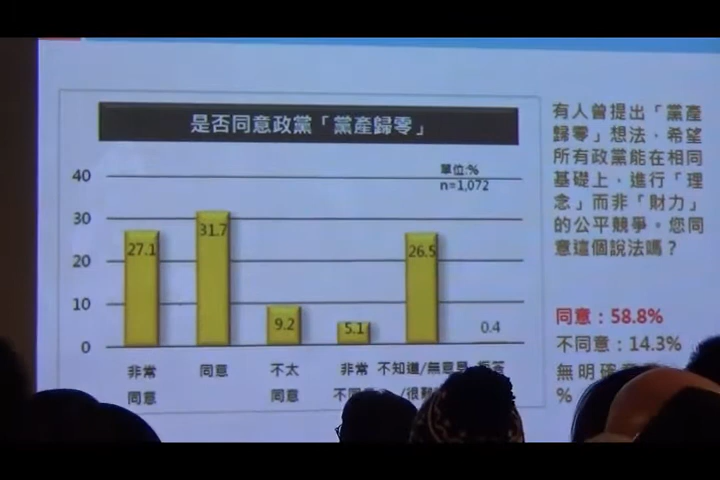 是否同意政黨「黨產歸零」
單位:%
n=1,072
40
30
20
10
0
27.1
31.7
9.2
5.1
26.5
0.4
非常
同意
同意
不太
同意
非常
不同
不知道/無意見
/很難
有人曾提出「黨產
歸零」想法、希望
所有政黨能在相同
基礎上、進行「理
念」而非「財力」
的公平競爭。您同
意這個說法嗎？
同意：58.8%
不同意：14.3%
無明確
%